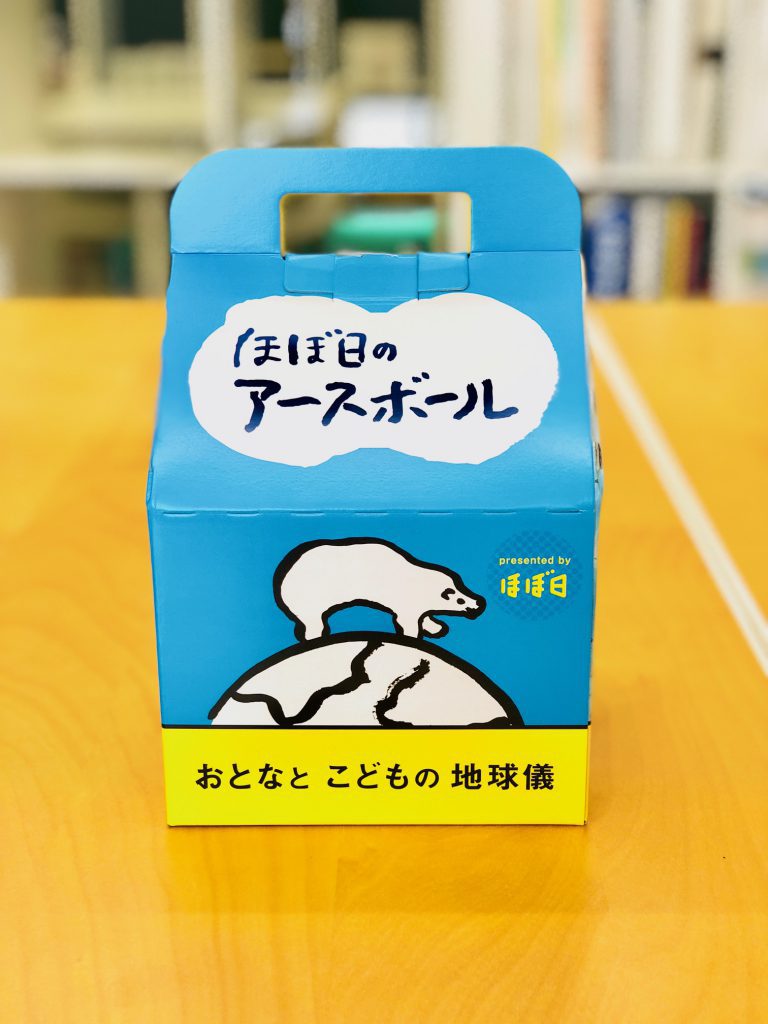 ほぼ日の
アースボール
presented by
ほぼ日
おとなと こどもの 地球儀